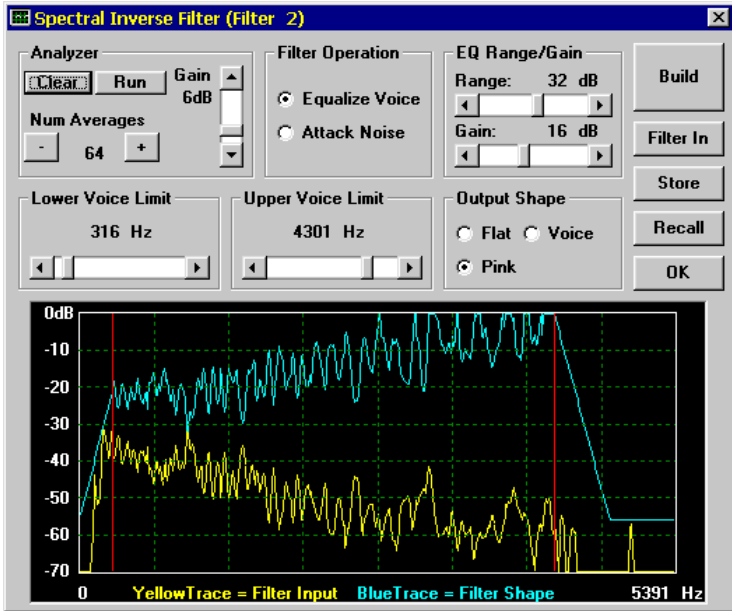 Spectral Inverse Filter (Filter 2)
Analyzer
Clear Run
Gain
6dB
Num Averages
- 64 +
Filter Operation
Equalize Voice
Attack Noise
EQ Range/Gain
Range: 32 dB
Gain: 16 dB
Build
Filter In
Store
Recall
OK
Lower Voice Limit
316 Hz
Upper Voice Limit
4301 Hz
Output Shape
Flat Voice
Pink
0dB
-10
-20
-30
-40
-50
-60
-70
0 YellowTrace = Filter Input BlueTrace = Filter Shape 5391 Hz